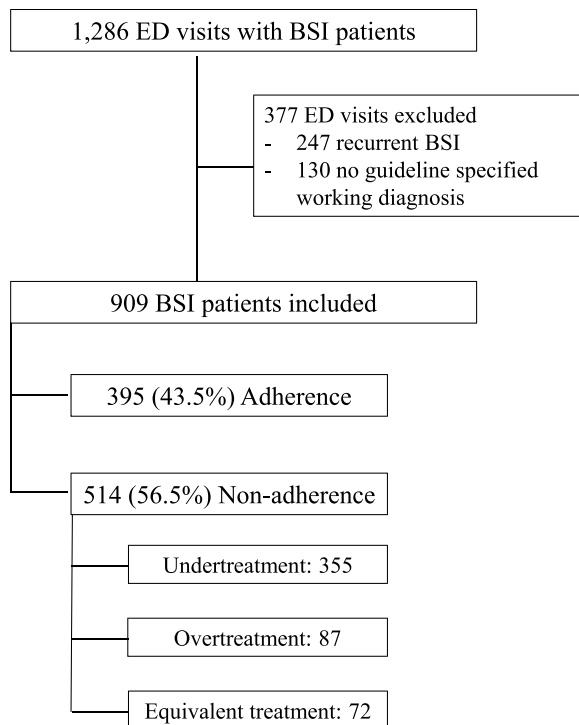 1,286 ED visits with BSI patients
377 ED visits excluded
- 247 recurrent BSI
- 130 no guideline specified
working diagnosis
909 BSI patients included
395 (43.5%) Adherence
514 (56.5%) Non-adherence
Undertreatment: 355
Overtreatment: 87
Equivalent treatment: 72